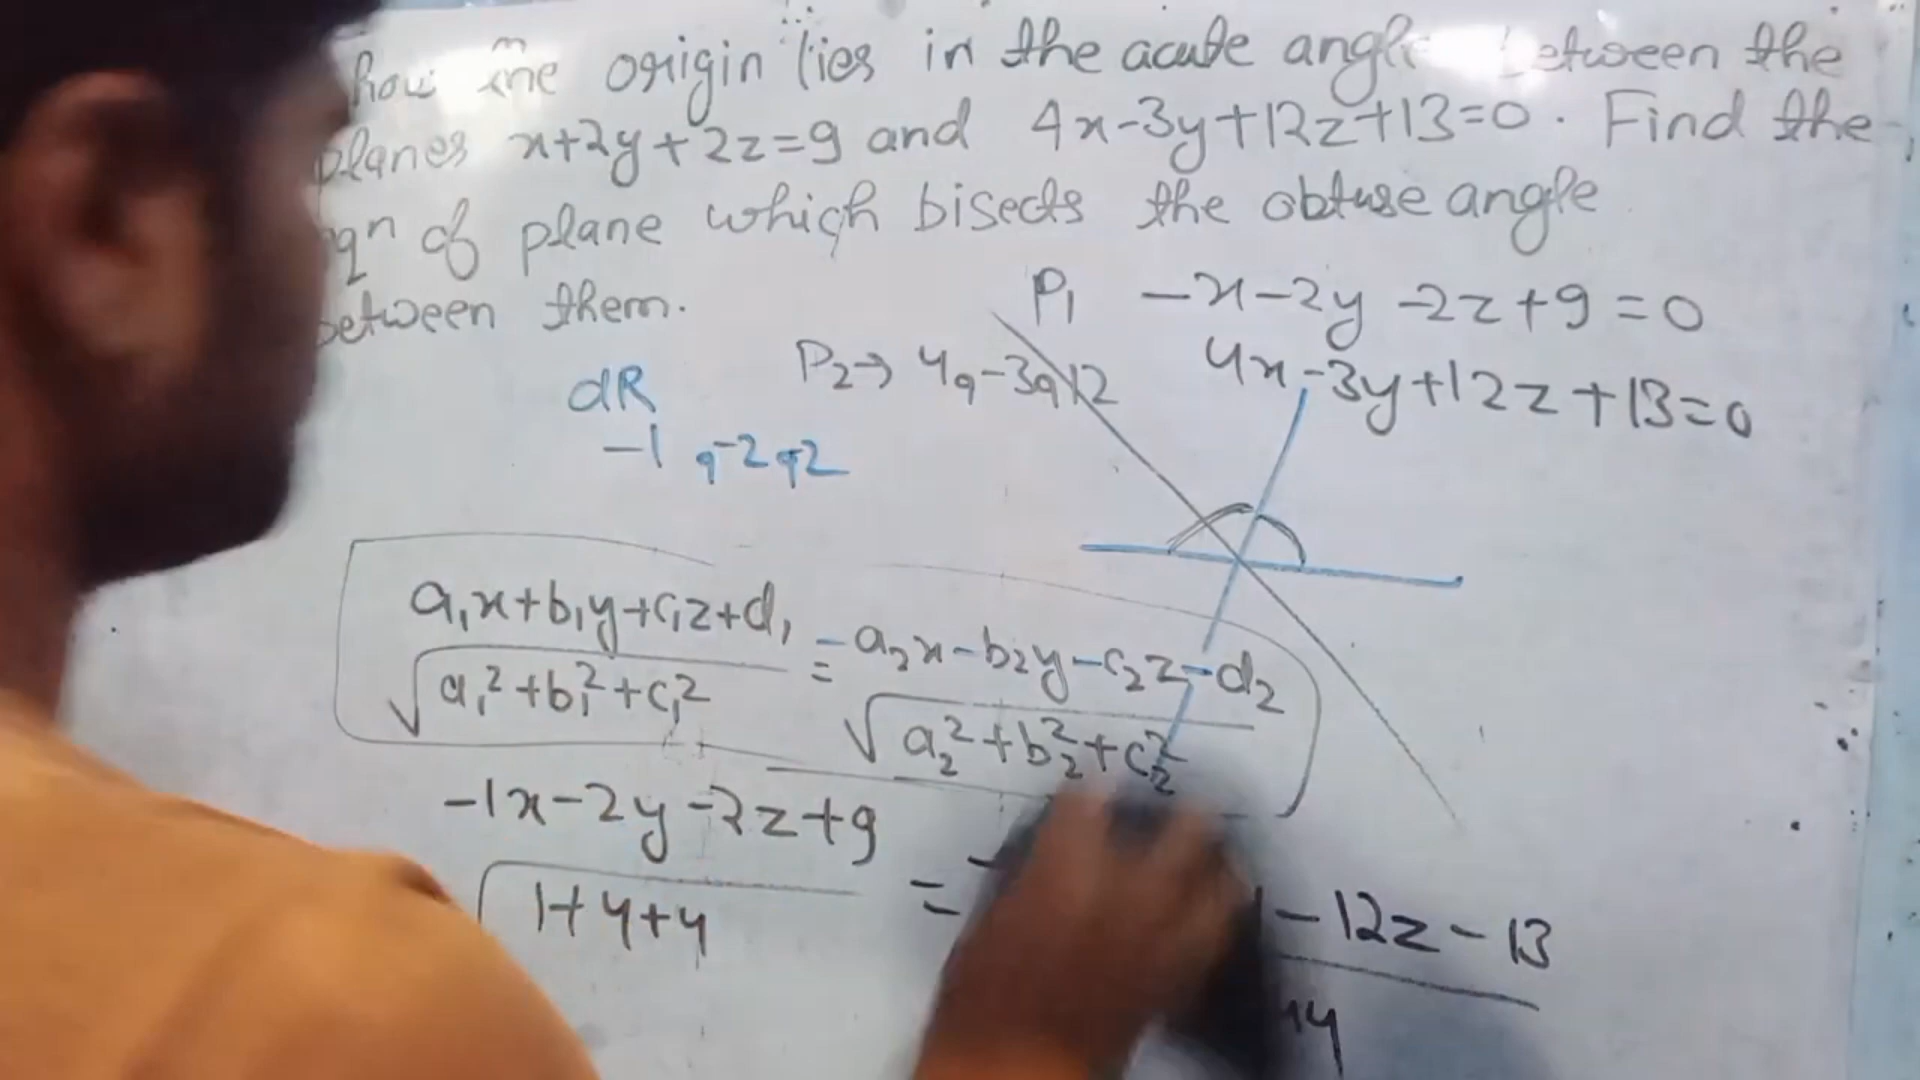 how the origin lies in the acute angle between the
planes x+2y+2z=9 and 4x-3y+12z+13=0. Find the
qⁿ of plane which bisects the obtuse angle
between them.
P₁ -x-2y-2z+9=0
P₂→ 4,-3,12 4x-3y+12z+13=0
dR
-1,-2,2
a₁x+b₁y+c₁z+d₁ = -a₂x-b₂y-c₂z-d₂
√a₁²+b₁²+c₁² √a₂²+b₂²+c₂²
-1x-2y-2z+9 = -12z-13
√1+4+4